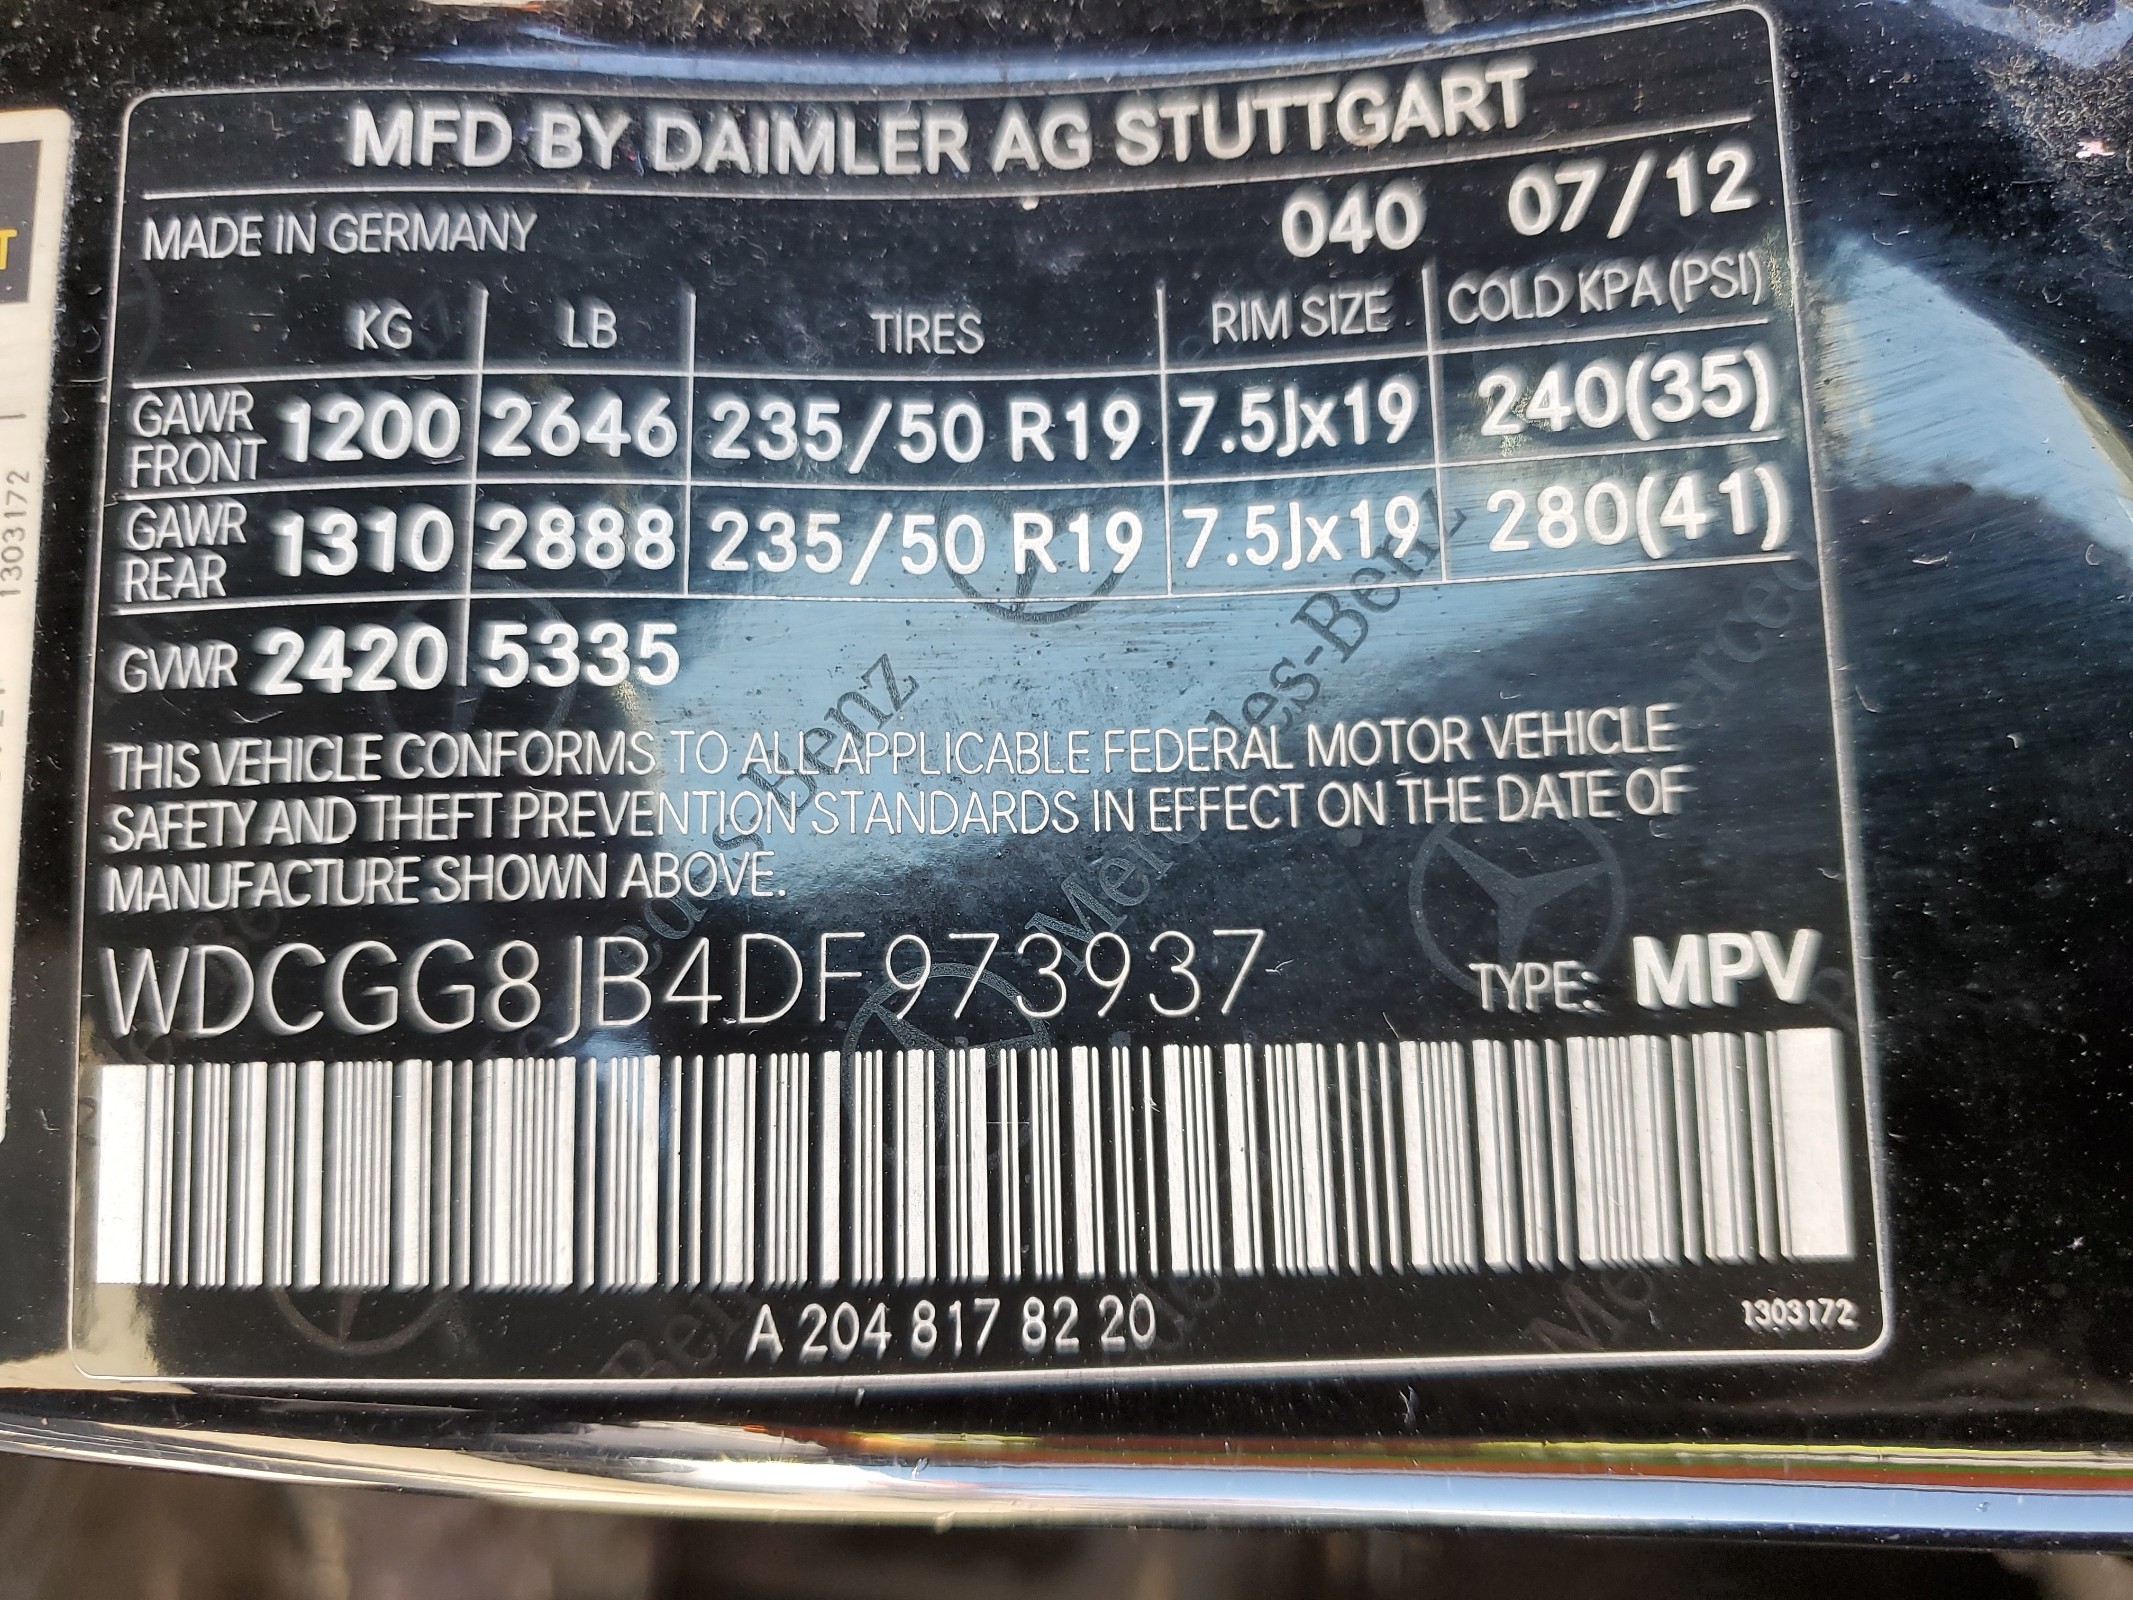 MFD BY DAIMLER AG STUTTGART
MADE IN GERMANY 040 07/12
KG LB TIRES RIM SIZE COLD KPA (PSI)
GAWR FRONT 1200 2646 235/50 R19 7.5Jx19 240(35)
GAWR REAR 1310 2888 235/50 R19 7.5Jx19 280(41)
GVWR 2420 5335
THIS VEHICLE CONFORMS TO ALL APPLICABLE FEDERAL MOTOR VEHICLE
SAFETY AND THEFT PREVENTION STANDARDS IN EFFECT ON THE DATE OF
MANUFACTURE SHOWN ABOVE.
WDCGG8JB4DF973937 TYPE: MPV
A 204 817 82 20 1303172
1303172
Mercedes-Benz